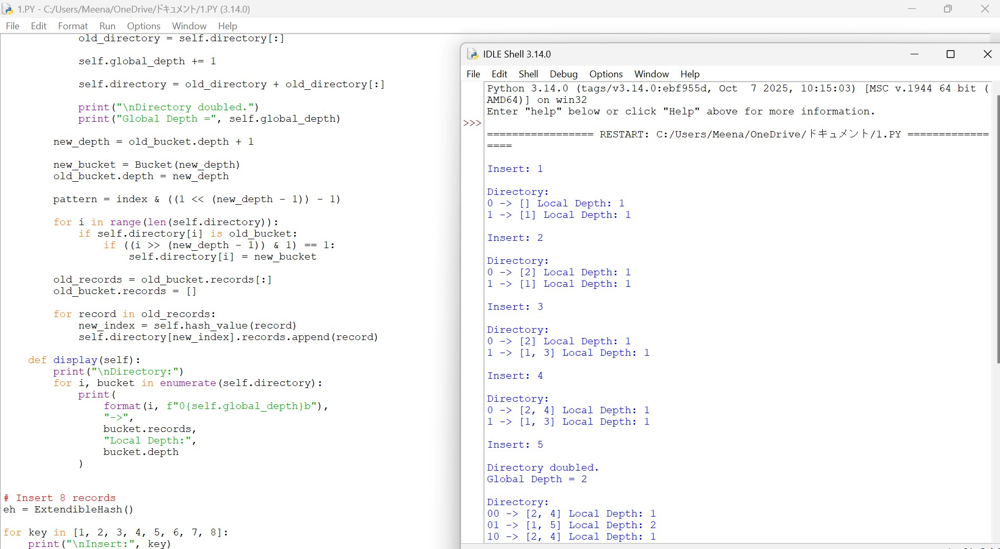 1.PY - C:/Users/Meena/OneDrive/ドキュメント/1.PY (3.14.0)
File Edit Format Run Options Window Help
old_directory = self.directory[:]
self.global_depth += 1
self.directory = old_directory + old_directory[:]
print("\nDirectory doubled.")
print("Global Depth =", self.global_depth)
new_depth = old_bucket.depth + 1
new_bucket = Bucket(new_depth)
old_bucket.depth = new_depth
pattern = index & ((1 << (new_depth - 1)) - 1)
for i in range(len(self.directory)):
if self.directory[i] is old_bucket:
if ((i >> (new_depth - 1)) & 1) == 1:
self.directory[i] = new_bucket
old_records = old_bucket.records[:]
old_bucket.records = []
for record in old_records:
new_index = self.hash_value(record)
self.directory[new_index].records.append(record)
def display(self):
print("\nDirectory:")
for i, bucket in enumerate(self.directory):
print(
format(i, f"0{self.global_depth}b"),
"->",
bucket.records,
"Local Depth:",
bucket.depth
)
# Insert 8 records
eh = ExtendibleHash()
for key in [1, 2, 3, 4, 5, 6, 7, 8]:
print("\nInsert:", key)
IDLE Shell 3.14.0
File Edit Shell Debug Options Window Help
Python 3.14.0 (tags/v3.14.0:ebf955d, Oct  7 2025, 10:15:03) [MSC v.1944 64 bit (
AMD64)] on win32
Enter "help" below or click "Help" above for more information.
>>>
================= RESTART: C:/Users/Meena/OneDrive/ドキュメント/1.PY =============
====
Insert: 1
Directory:
0 -> [] Local Depth: 1
1 -> [1] Local Depth: 1
Insert: 2
Directory:
0 -> [2] Local Depth: 1
1 -> [1] Local Depth: 1
Insert: 3
Directory:
0 -> [2] Local Depth: 1
1 -> [1, 3] Local Depth: 1
Insert: 4
Directory:
0 -> [2, 4] Local Depth: 1
1 -> [1, 3] Local Depth: 1
Insert: 5
Directory doubled.
Global Depth = 2
Directory:
00 -> [2, 4] Local Depth: 1
01 -> [1, 5] Local Depth: 2
10 -> [2, 4] Local Depth: 1